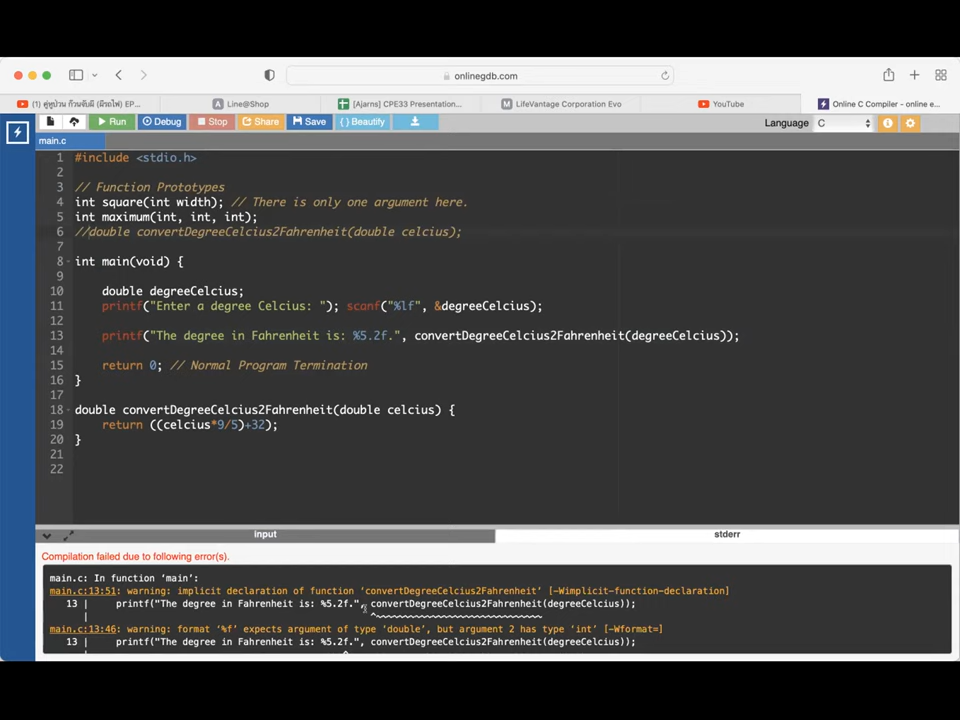 onlinegdb.com
(1) คู่หูป่วน ก๊วนจับผี (มีรถไฟ) EP...
Line@Shop
[Ajarns] CPE33 Presentation...
LifeVantage Corporation Evo
YouTube
Online C Compiler - online e...
Run
Debug
Stop
Share
Save
{ } Beautify
Language C
main.c
1 #include <stdio.h>
2
3 // Function Prototypes
4 int square(int width); // There is only one argument here.
5 int maximum(int, int, int);
6 //double convertDegreeCelcius2Fahrenheit(double celcius);
7
8 int main(void) {
9
10 double degreeCelcius;
11 printf("Enter a degree Celcius: "); scanf("%lf", &degreeCelcius);
12
13 printf("The degree in Fahrenheit is: %5.2f.", convertDegreeCelcius2Fahrenheit(degreeCelcius));
14
15 return 0; // Normal Program Termination
16 }
17
18 double convertDegreeCelcius2Fahrenheit(double celcius) {
19 return ((celcius*9/5)+32);
20 }
21
22
input
stderr
Compilation failed due to following error(s).
main.c: In function ‘main’:
main.c:13:51: warning: implicit declaration of function ‘convertDegreeCelcius2Fahrenheit’ [-Wimplicit-function-declaration]
13 | printf("The degree in Fahrenheit is: %5.2f.", convertDegreeCelcius2Fahrenheit(degreeCelcius));
| ^~~~~~~~~~~~~~~~~~~~~~~~~~~~~~~
main.c:13:46: warning: format ‘%f’ expects argument of type ‘double’, but argument 2 has type ‘int’ [-Wformat=]
13 | printf("The degree in Fahrenheit is: %5.2f.", convertDegreeCelcius2Fahrenheit(degreeCelcius));